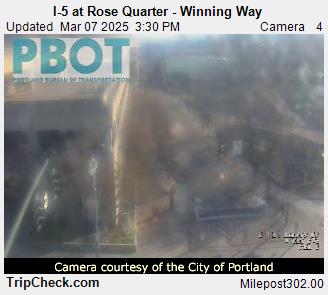 I-5 at Rose Quarter - Winning Way
Updated Mar 07 2025 3:30 PM Camera 4
PBOT
PORTLAND BUREAU OF TRANSPORTATION
Camera courtesy of the City of Portland
TripCheck.com Milepost302.00